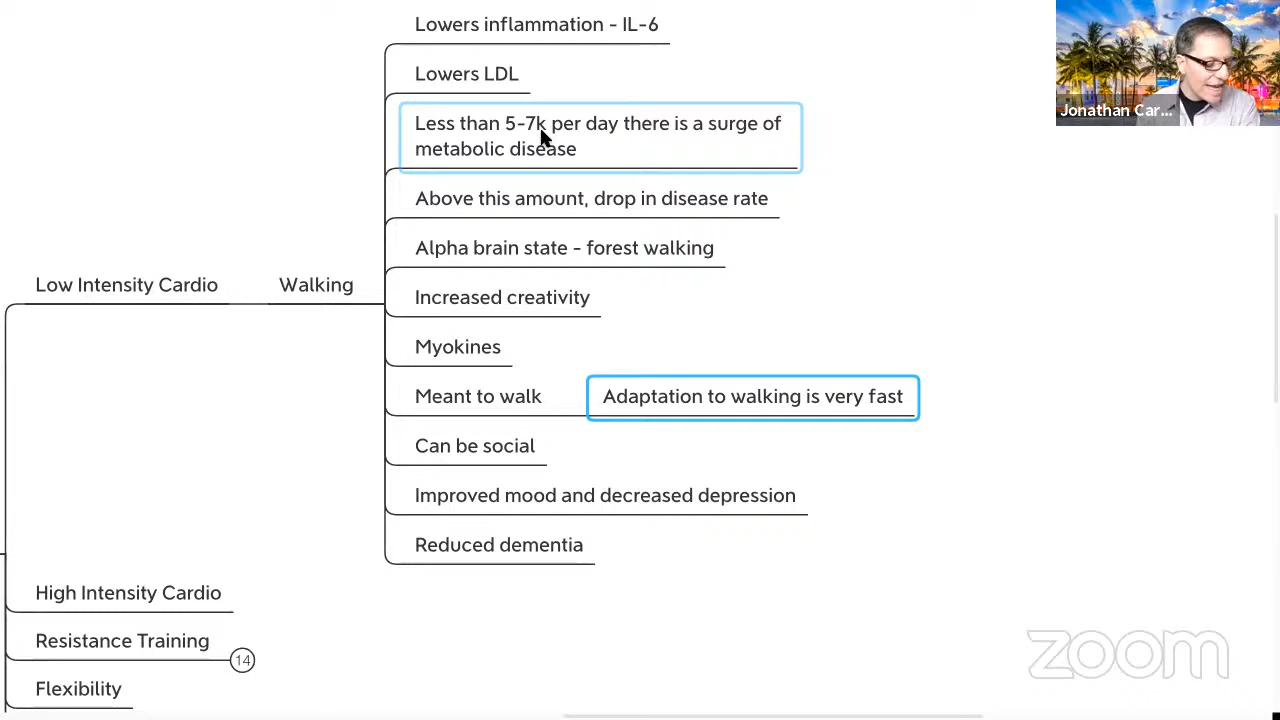 Lowers inflammation - IL-6
Lowers LDL
Less than 5-7k per day there is a surge of
metabolic disease
Above this amount, drop in disease rate
Alpha brain state - forest walking
Low Intensity Cardio
Walking
Increased creativity
Myokines
Meant to walk
Adaptation to walking is very fast
Can be social
Improved mood and decreased depression
Reduced dementia
High Intensity Cardio
Resistance Training
14
Flexibility
Jonathan Car...
zoom